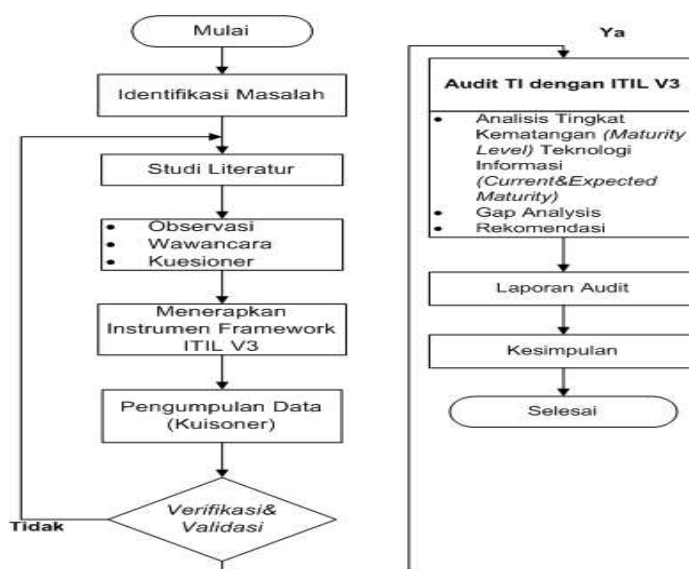 Mulai
Identifikasi Masalah
Studi Literatur
• Observasi
• Wawancara
• Kuesioner
Menerapkan
Instrumen Framework
ITIL V3
Pengumpulan Data
(Kuisoner)
Verifikasi&
Validasi
Tidak
Ya
Audit TI dengan ITIL V3
• Analisis Tingkat
Kematangan (Maturity
Level) Teknologi
Informasi
(Current&Expected
Maturity)
• Gap Analysis
• Rekomendasi
Laporan Audit
Kesimpulan
Selesai